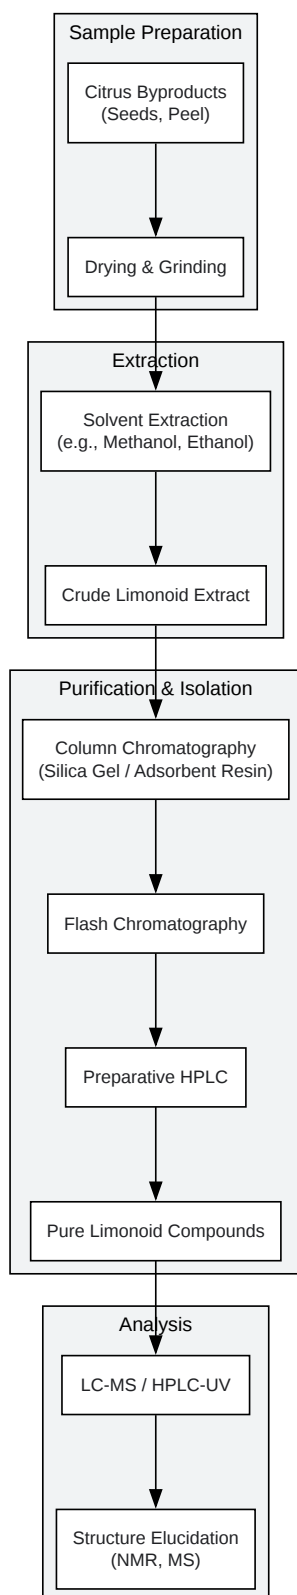 Sample Preparation
Citrus Byproducts
(Seeds, Peel)
Drying & Grinding
Extraction
Solvent Extraction
(e.g., Methanol, Ethanol)
Crude Limonoid Extract
Purification & Isolation
Column Chromatography
(Silica Gel / Adsorbent Resin)
Flash Chromatography
Preparative HPLC
Pure Limonoid Compounds
Analysis
LC-MS / HPLC-UV
Structure Elucidation
(NMR, MS)